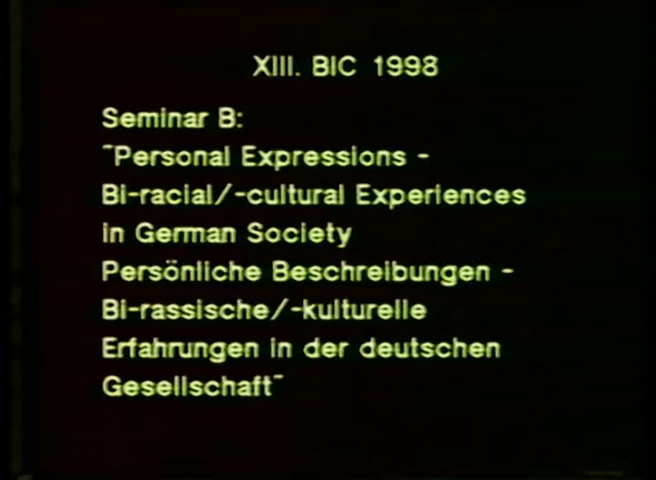 XIII. BIC 1998
Seminar B:
"Personal Expressions -
Bi-racial/-cultural Experiences
in German Society
Persönliche Beschreibungen -
Bi-rassische/-kulturelle
Erfahrungen in der deutschen
Gesellschaft"